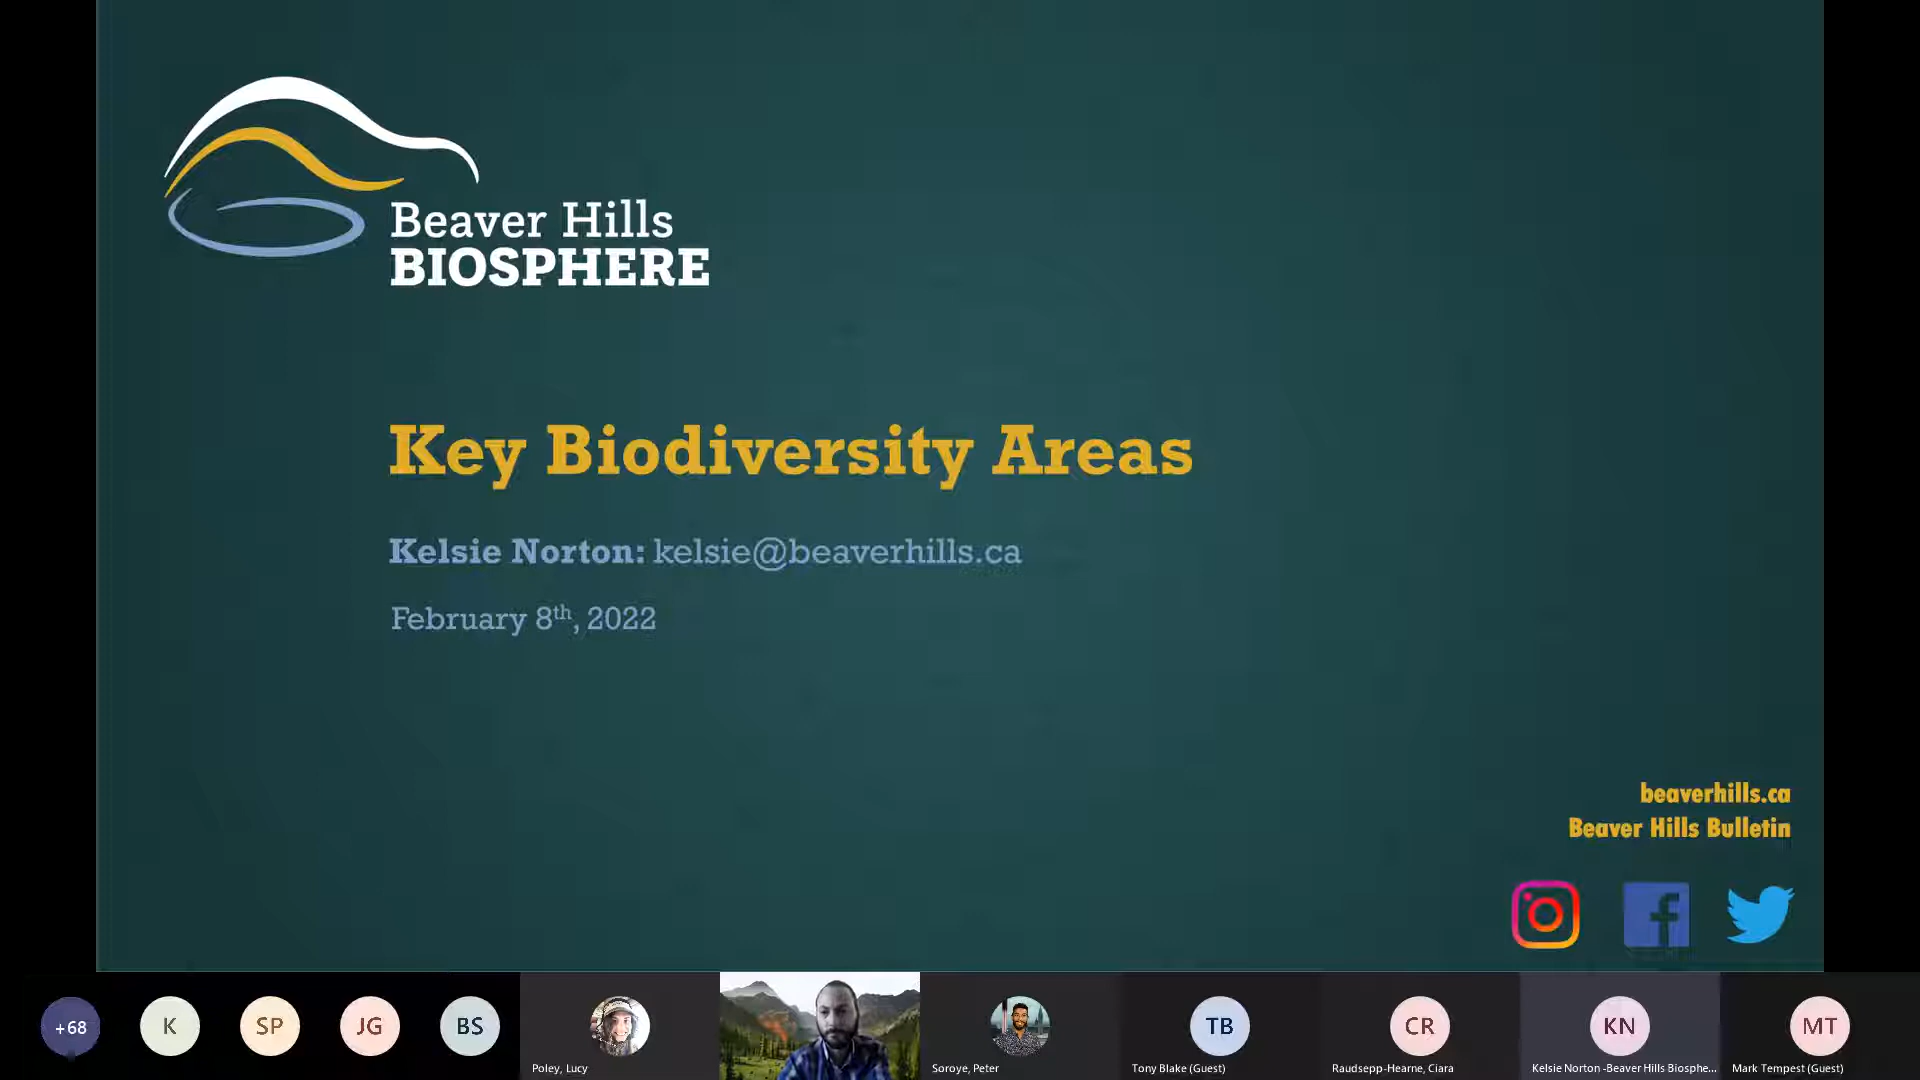 Beaver Hills
BIOSPHERE
Key Biodiversity Areas
Kelsie Norton: kelsie@beaverhills.ca
February 8th, 2022
beaverhills.ca
Beaver Hills Bulletin
+68
K
SP
JG
BS
TB
CR
KN
MT
Poley, Lucy
Soroye, Peter
Tony Blake (Guest)
Raudsepp-Hearne, Ciara
Kelsie Norton -Beaver Hills Biosphe...
Mark Tempest (Guest)